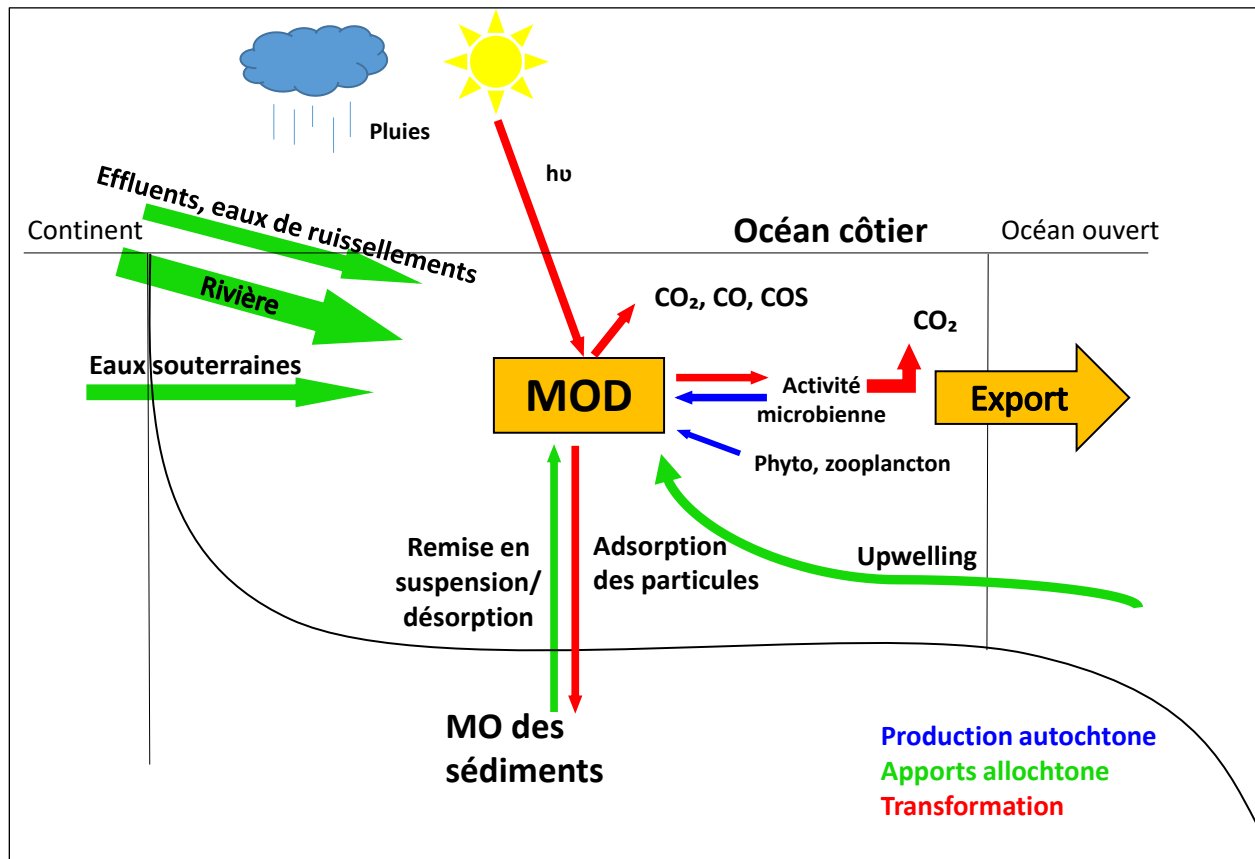 Pluies
hυ
Effluents, eaux de ruissellements
Continent
Océan côtier
Océan ouvert
Rivière
CO₂, CO, COS
CO₂
Eaux souterraines
MOD
Activité
microbienne
Export
Phyto, zooplancton
Remise en
suspension/
désorption
Adsorption
des particules
Upwelling
MO des
sédiments
Production autochtone
Apports allochtone
Transformation